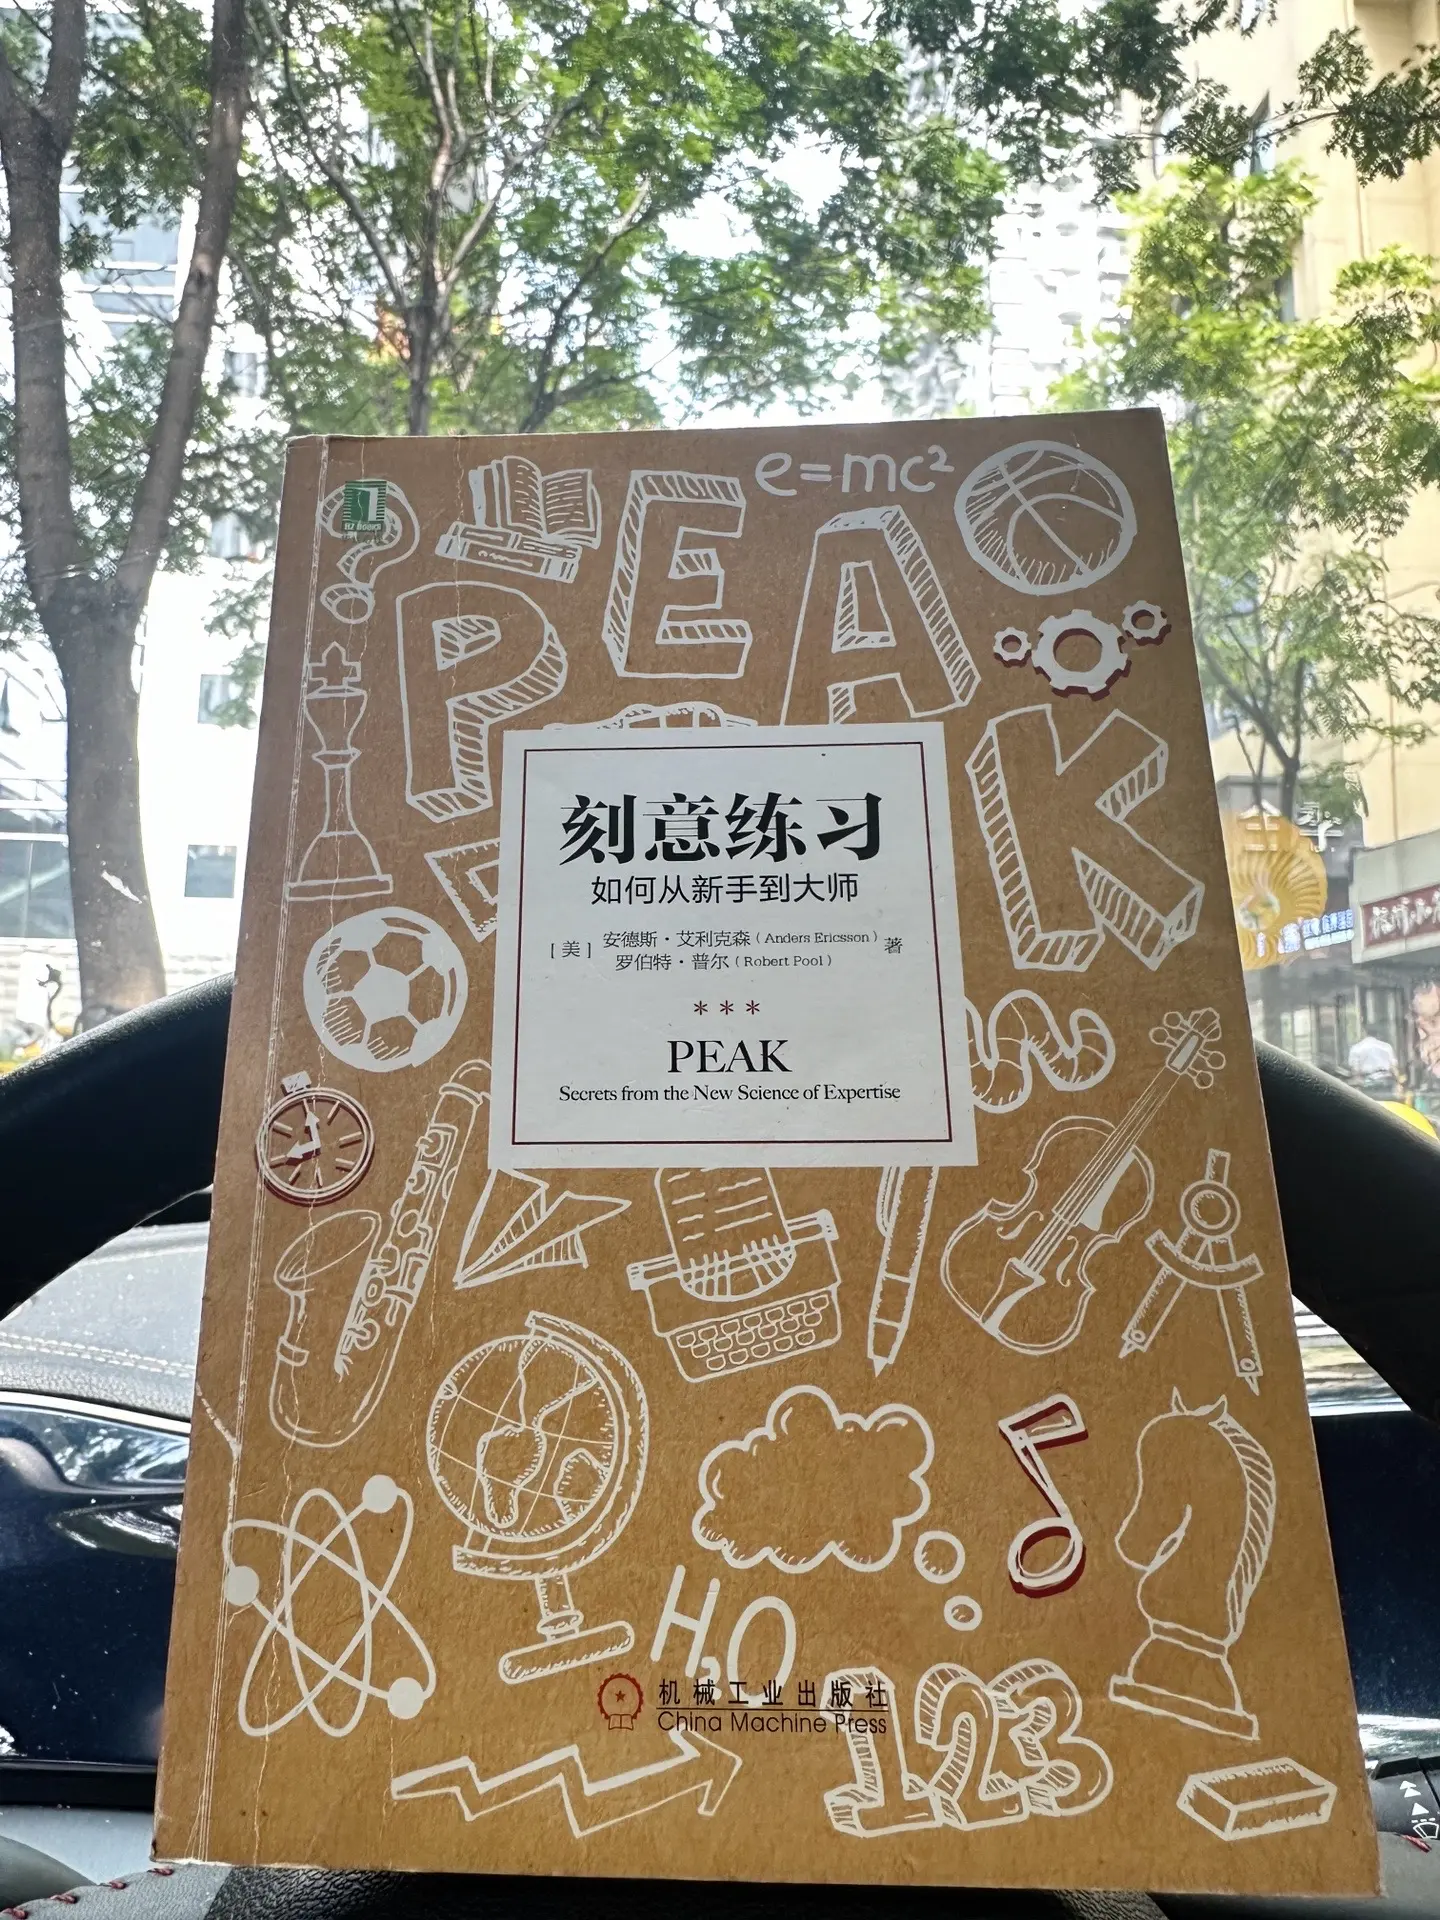 e=mc²
HZ BOOKS
PEAK
刻意练习
如何从新手到大师
[美] 安德斯·艾利克森（Anders Ericsson） 著
罗伯特·普尔（Robert Pool）
***
PEAK
Secrets from the New Science of Expertise
H₂O
机械工业出版社
China Machine Press
123